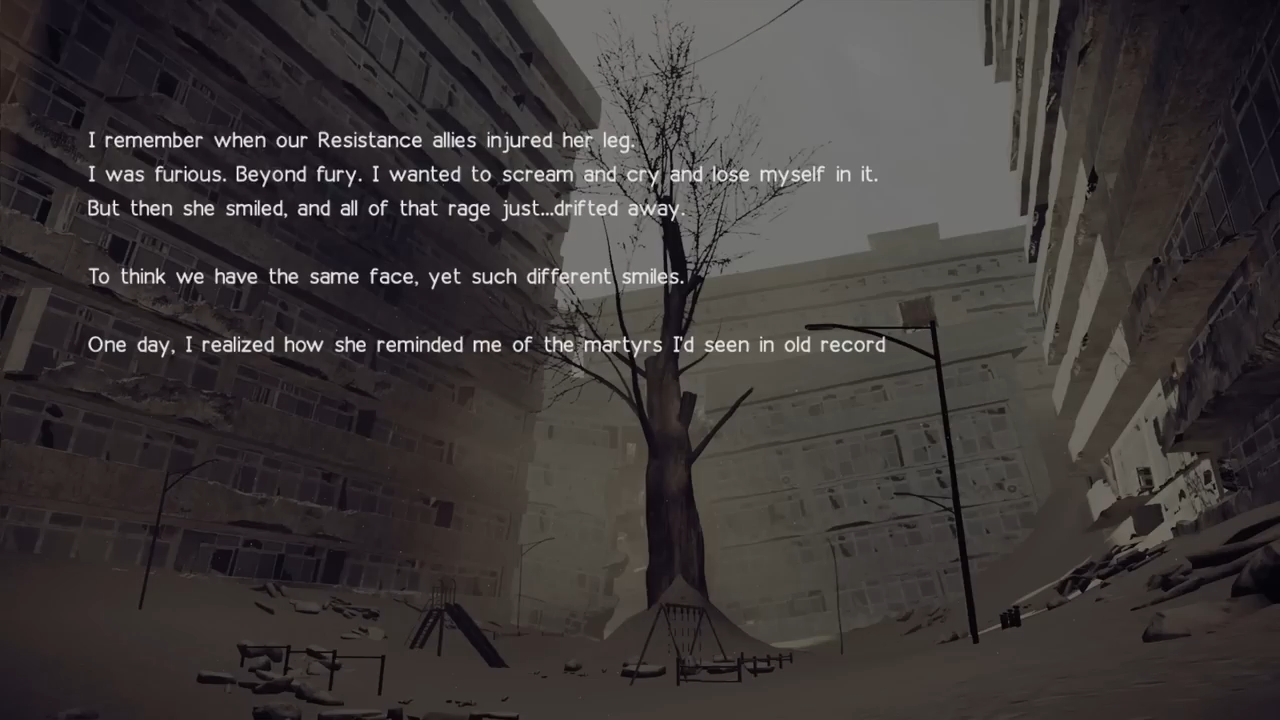 I remember when our Resistance allies injured her leg.
I was furious. Beyond fury. I wanted to scream and cry and lose myself in it.
But then she smiled, and all of that rage just...drifted away.
To think we have the same face, yet such different smiles.
One day, I realized how she reminded me of the martyrs I'd seen in old record